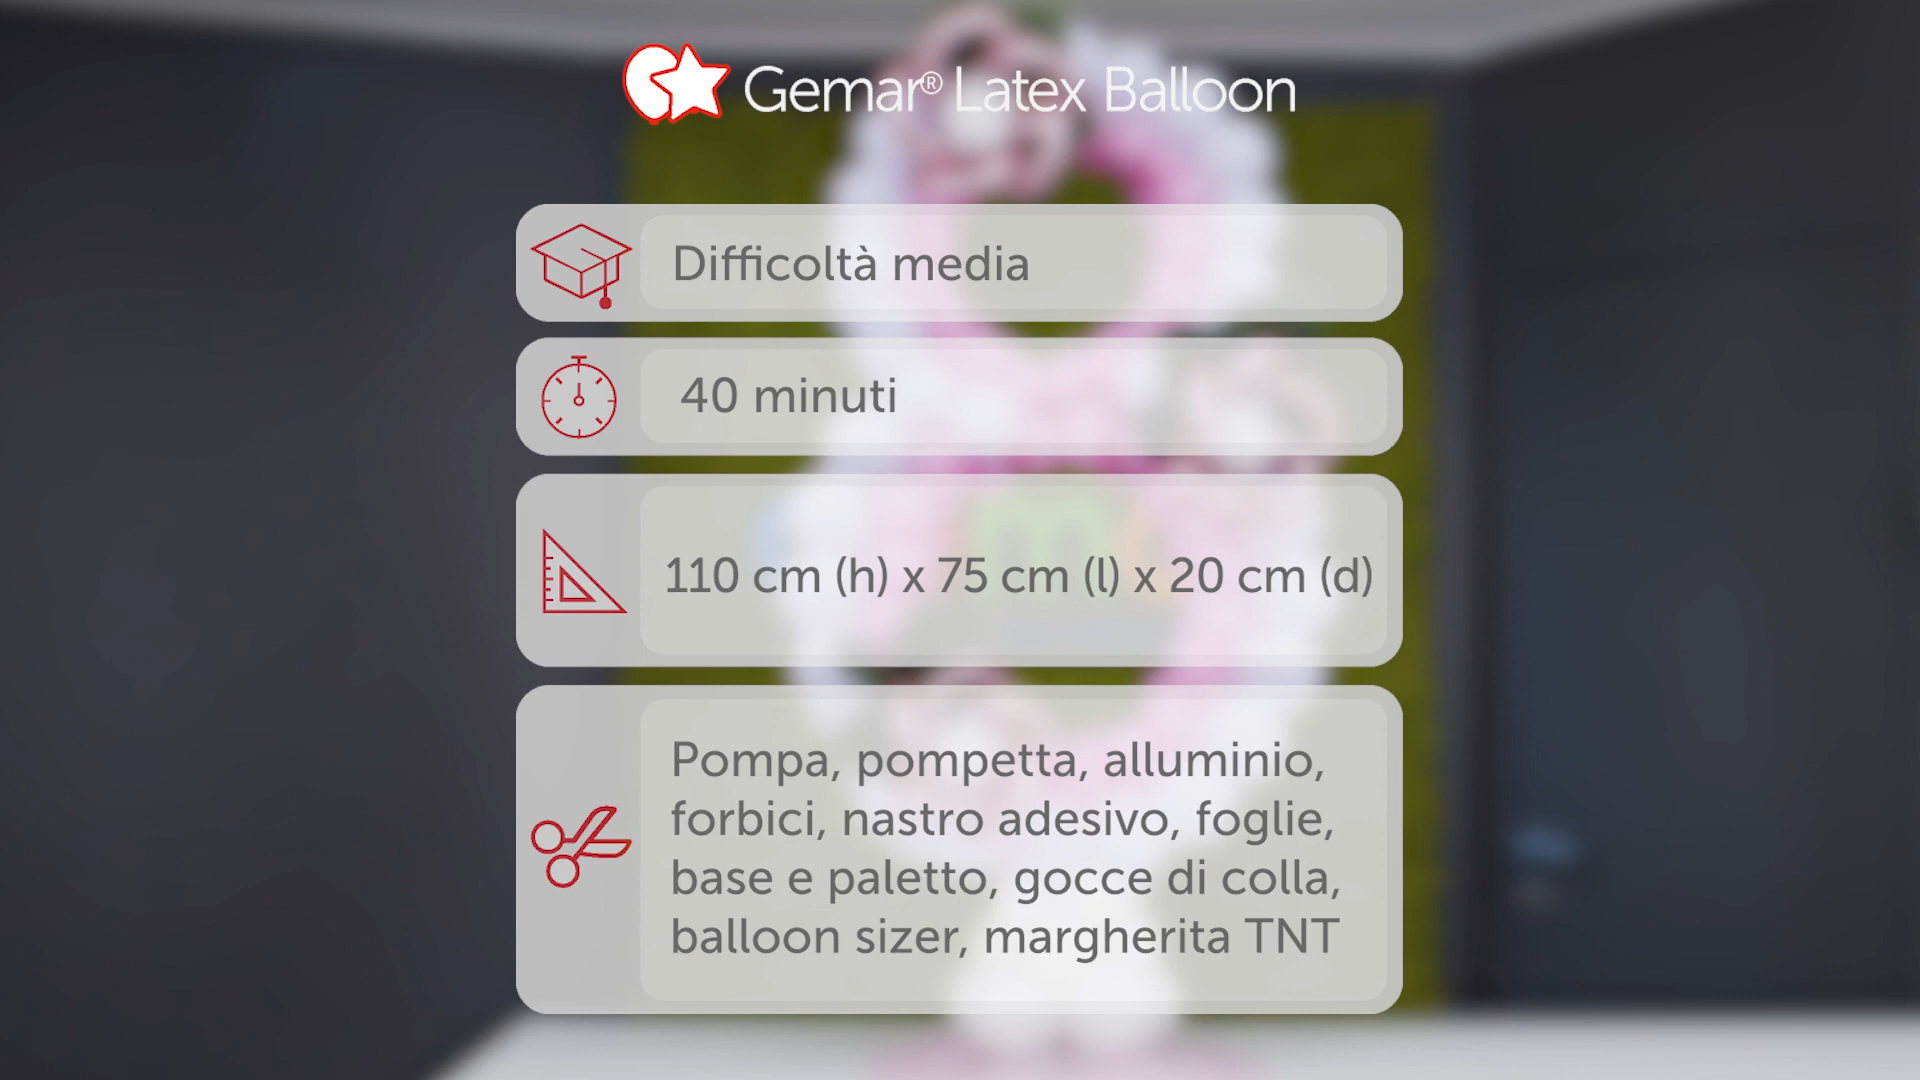 Gemar® Latex Balloon
Difficoltà media
40 minuti
110 cm (h) x 75 cm (l) x 20 cm (d)
Pompa, pompetta, alluminio,
forbici, nastro adesivo, foglie,
base e paletto, gocce di colla,
balloon sizer, margherita TNT